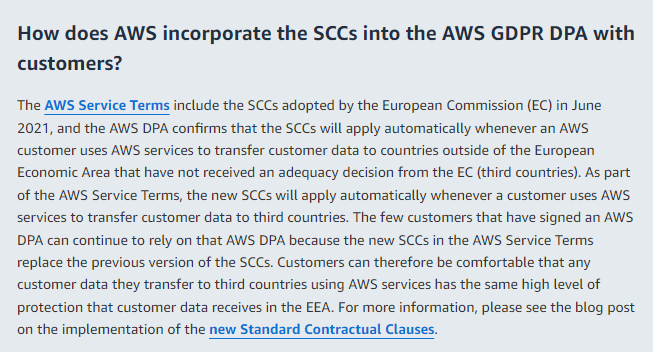 How does AWS incorporate the SCCs into the AWS GDPR DPA with
customers?
The AWS Service Terms include the SCCs adopted by the European Commission (EC) in June
2021, and the AWS DPA confirms that the SCCs will apply automatically whenever an AWS
customer uses AWS services to transfer customer data to countries outside of the European
Economic Area that have not received an adequacy decision from the EC (third countries). As part
of the AWS Service Terms, the new SCCs will apply automatically whenever a customer uses AWS
services to transfer customer data to third countries. The few customers that have signed an AWS
DPA can continue to rely on that AWS DPA because the new SCCs in the AWS Service Terms
replace the previous version of the SCCs. Customers can therefore be comfortable that any
customer data they transfer to third countries using AWS services has the same high level of
protection that customer data receives in the EEA. For more information, please see the blog post
on the implementation of the new Standard Contractual Clauses.